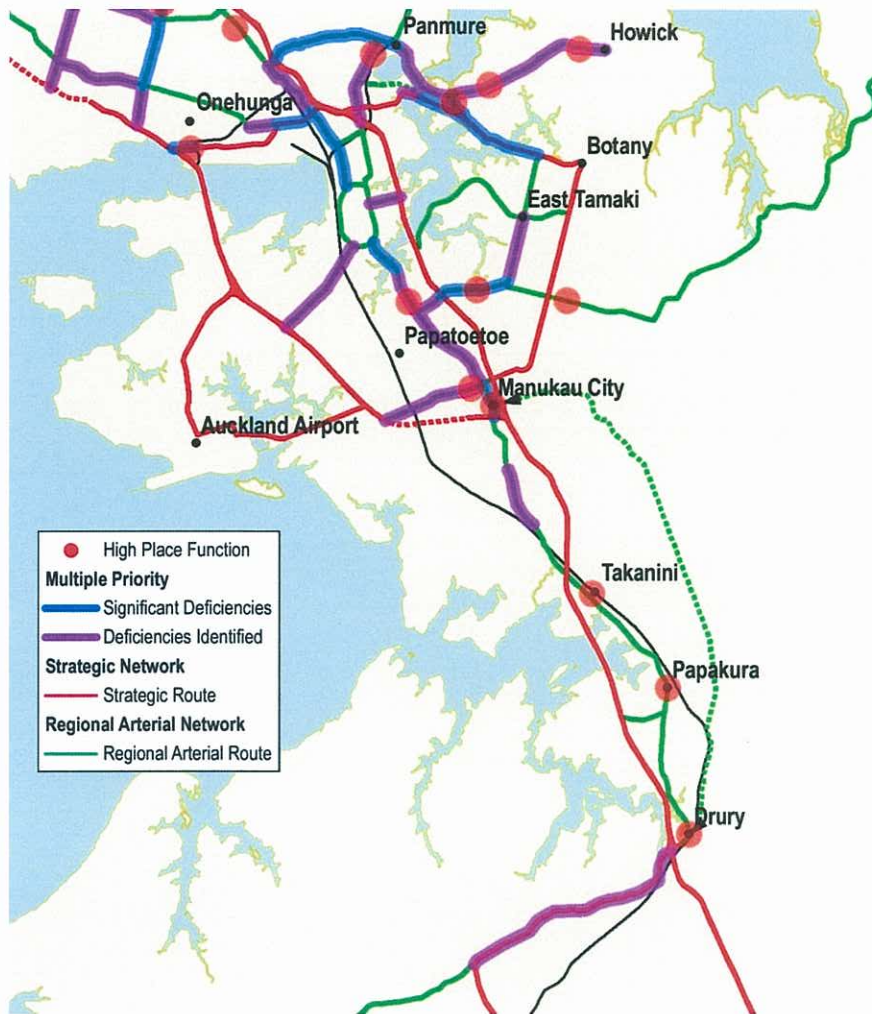 Panmure
Howick
Onehunga
Botany
East Tamaki
Papatoetoe
Manukau City
Auckland Airport
High Place Function
Multiple Priority
Significant Deficiencies
Deficiencies Identified
Strategic Network
Strategic Route
Regional Arterial Network
Regional Arterial Route
Takanini
Papakura
Drury